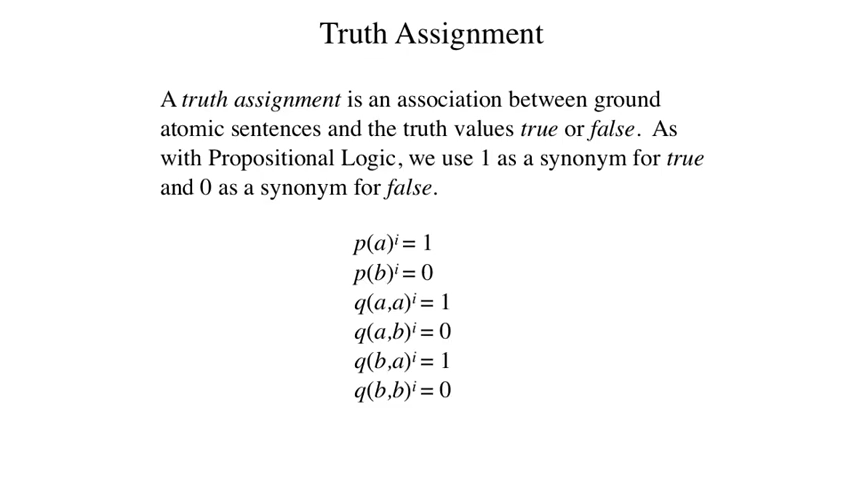 Truth Assignment
A truth assignment is an association between ground
atomic sentences and the truth values true or false.  As
with Propositional Logic, we use 1 as a synonym for true
and 0 as a synonym for false.
p(a)ⁱ = 1
p(b)ⁱ = 0
q(a,a)ⁱ = 1
q(a,b)ⁱ = 0
q(b,a)ⁱ = 1
q(b,b)ⁱ = 0